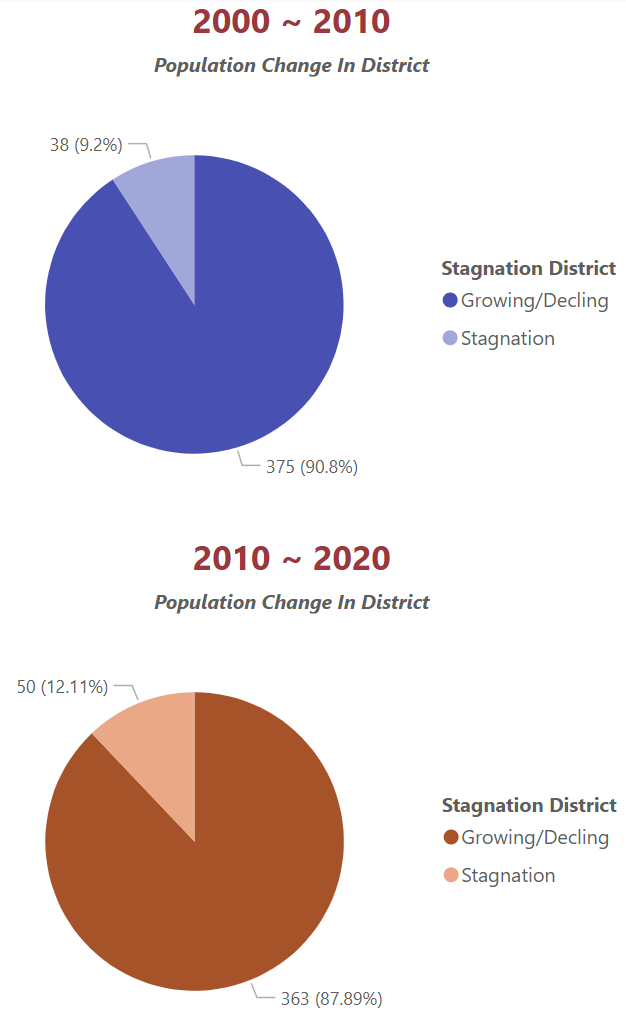 2000 ~ 2010
Population Change In District
38 (9.2%)
Stagnation District
Growing/Decling
Stagnation
375 (90.8%)
2010 ~ 2020
Population Change In District
50 (12.11%)
Stagnation District
Growing/Decling
Stagnation
363 (87.89%)